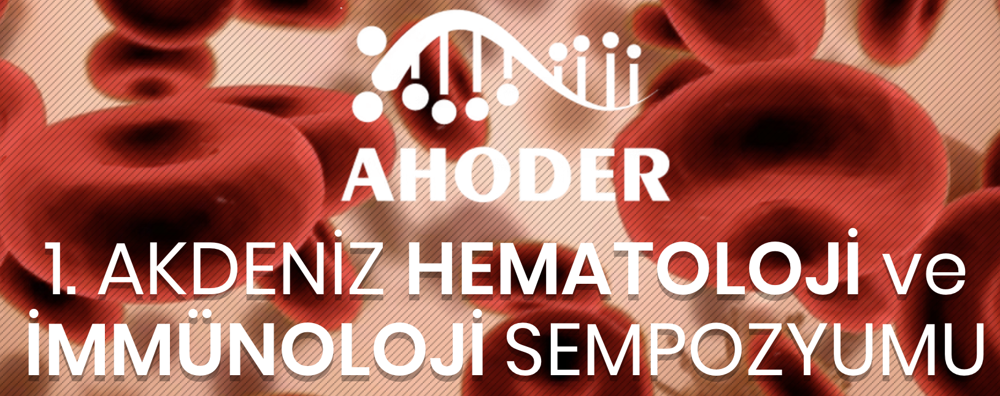 AHODER
1. AKDENİZ HEMATOLOJİ ve
İMMÜNOLOJİ SEMPOZYUMU